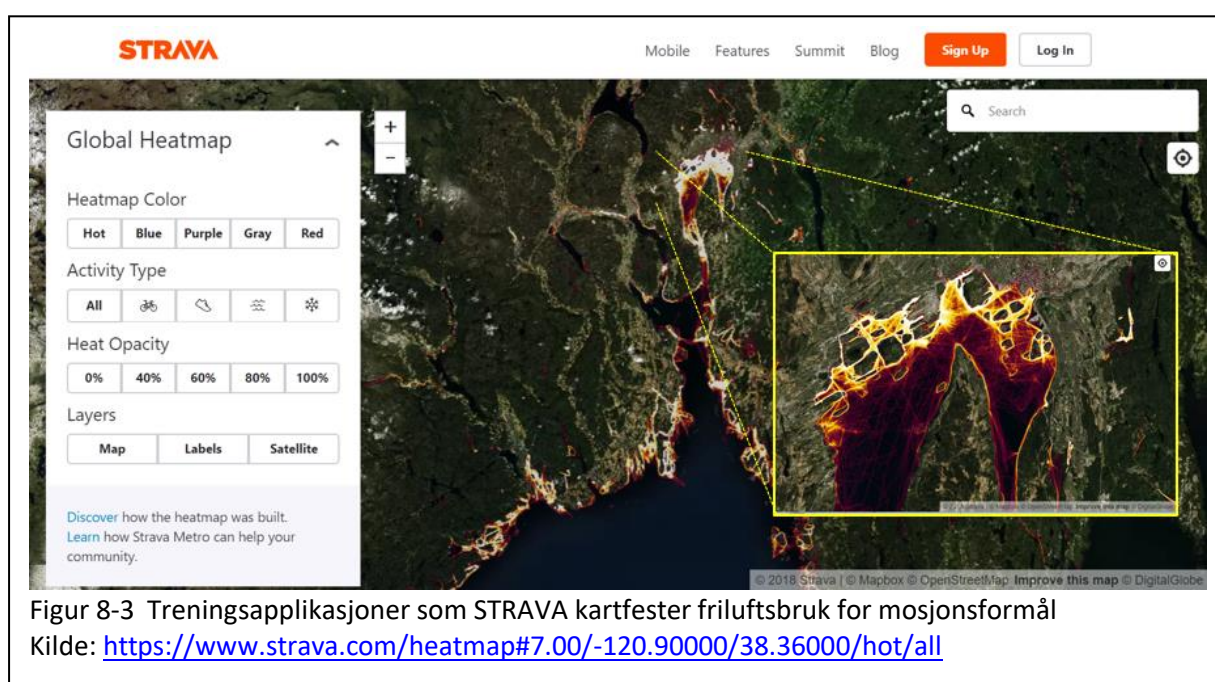 STRAVA
Mobile Features Summit Blog Sign Up Log In
Search
Global Heatmap
+
-
Heatmap Color
Hot Blue Purple Gray Red
Activity Type
All
Heat Opacity
0% 40% 60% 80% 100%
Layers
Map Labels Satellite
Discover how the heatmap was built.
Learn how Strava Metro can help your
community.
© 2018 Strava | © Mapbox © OpenStreetMap Improve this map © DigitalGlobe
Figur 8-3 Treningsapplikasjoner som STRAVA kartfester friluftsbruk for mosjonsformål
Kilde: https://www.strava.com/heatmap#7.00/-120.90000/38.36000/hot/all